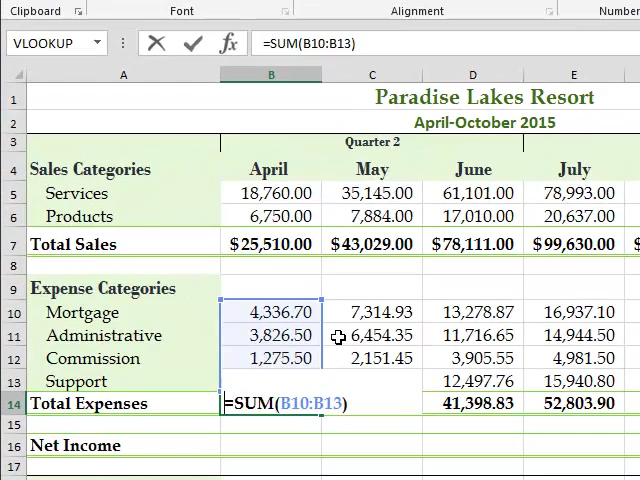 Clipboard Font Alignment Number
VLOOKUP fx =SUM(B10:B13)
A B C D E
1 Paradise Lakes Resort
2 April-October 2015
3 Quarter 2
4 Sales Categories April May June July
5 Services 18,760.00 35,145.00 61,101.00 78,993.00
6 Products 6,750.00 7,884.00 17,010.00 20,637.00
7 Total Sales $25,510.00 $43,029.00 $78,111.00 $99,630.00 $
8
9 Expense Categories
10 Mortgage 4,336.70 7,314.93 13,278.87 16,937.10
11 Administrative 3,826.50 6,454.35 11,716.65 14,944.50
12 Commission 1,275.50 2,151.45 3,905.55 4,981.50
13 Support 12,497.76 15,940.80
14 Total Expenses =SUM(B10:B13) 41,398.83 52,803.90
15
16 Net Income
17